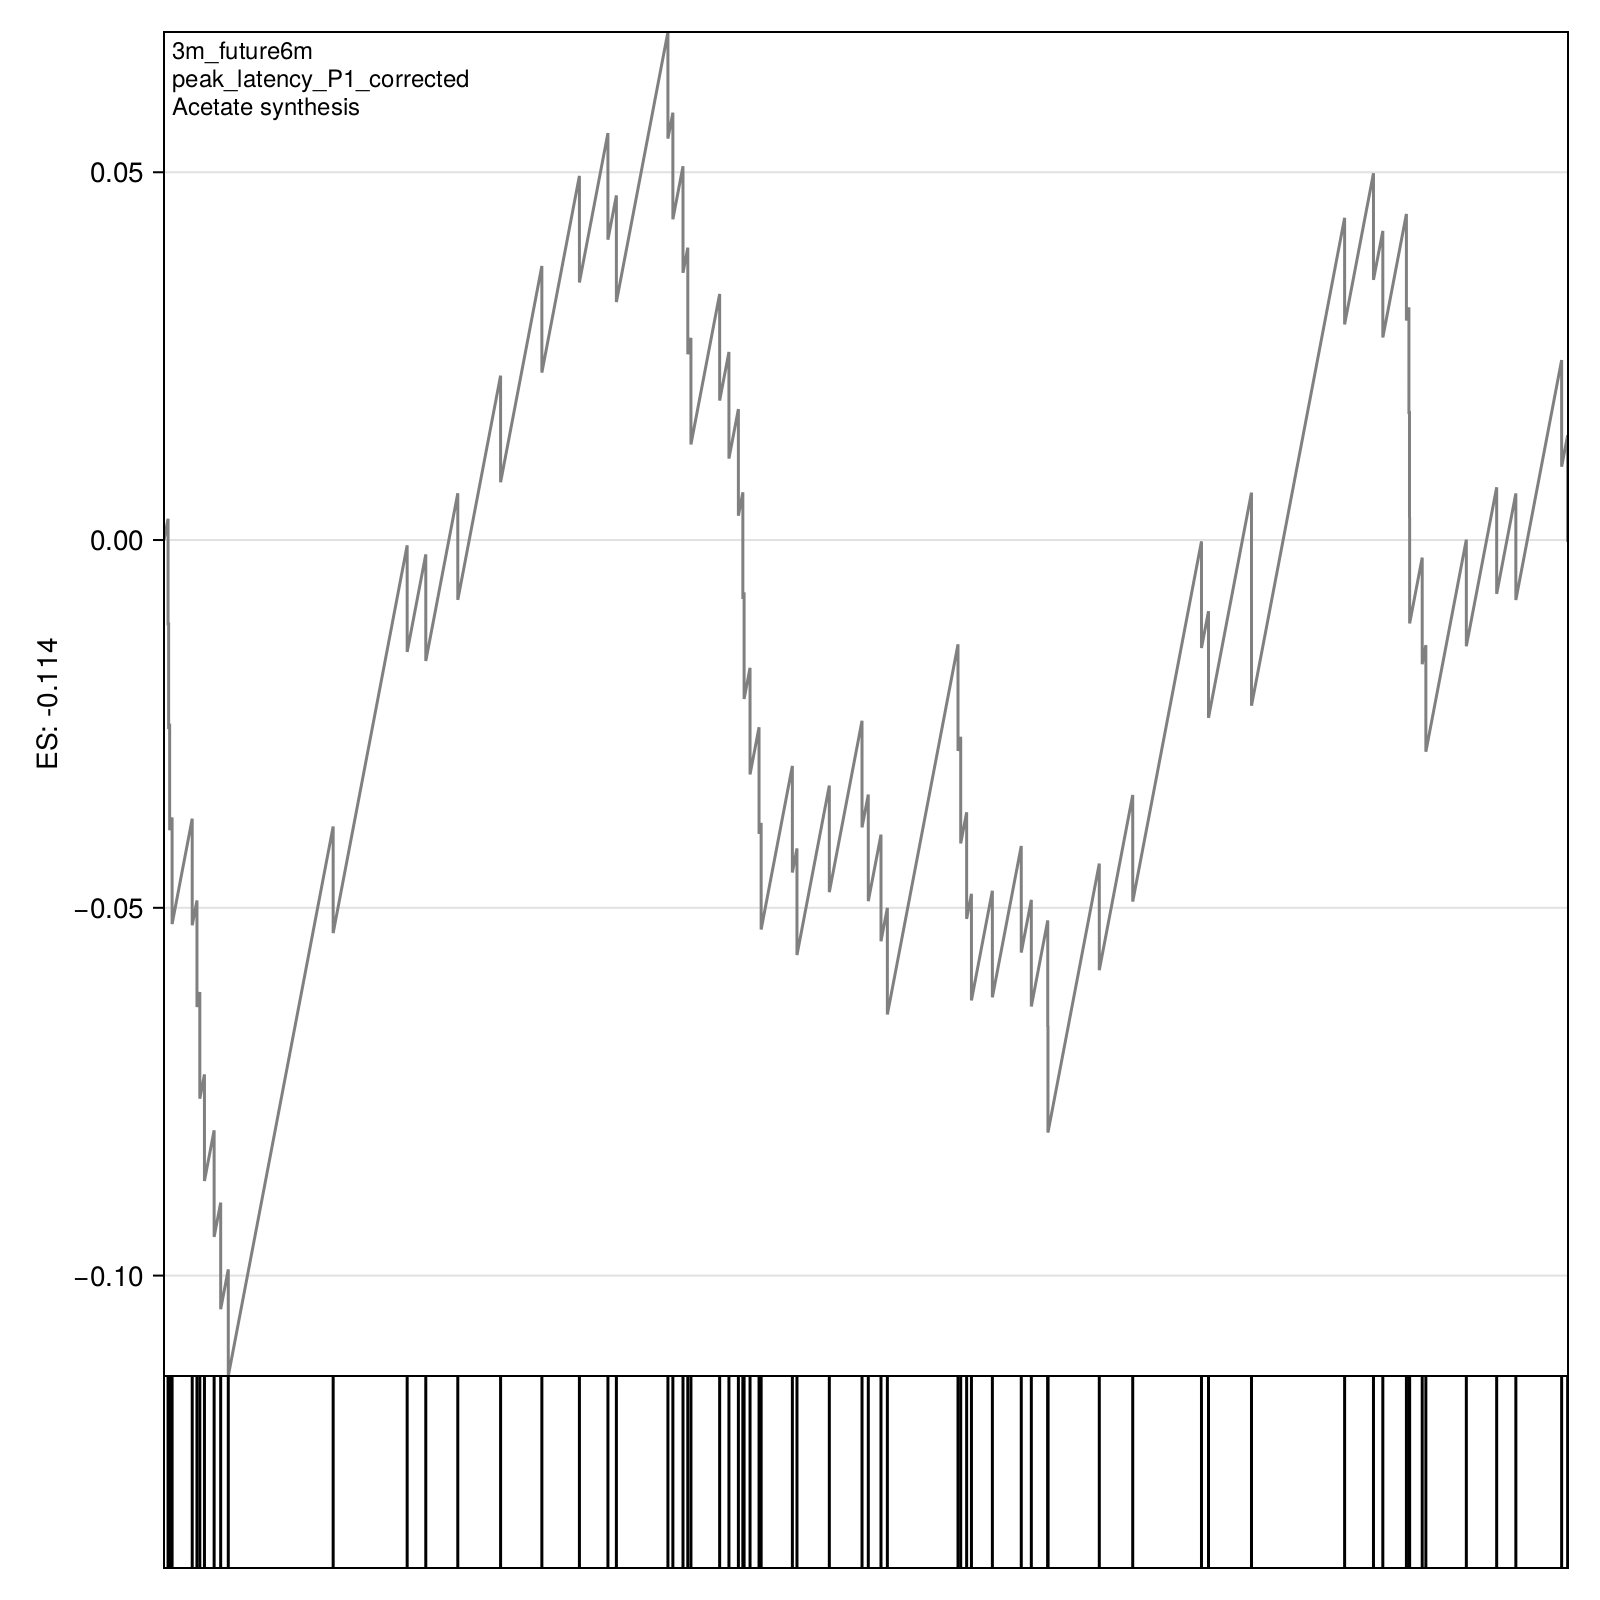 3m_future6m
peak_latency_P1_corrected
Acetate synthesis
0.05
0.00
−0.05
−0.10
ES: -0.114